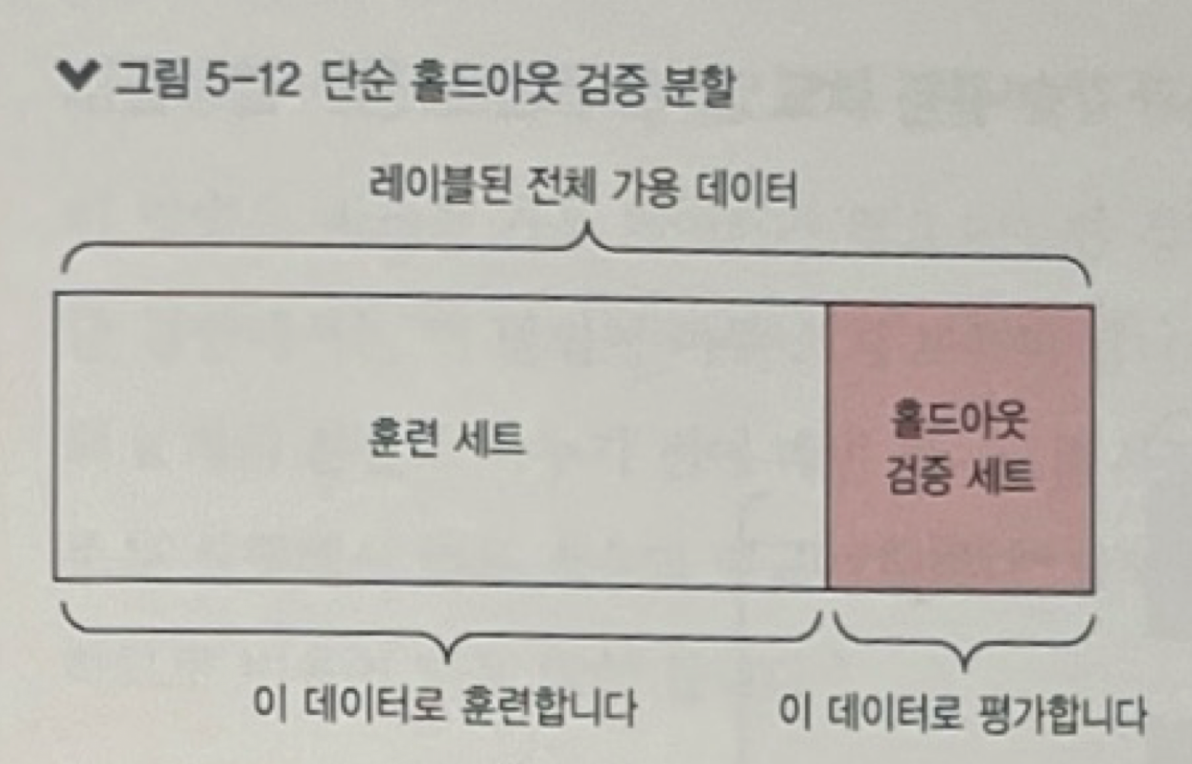 그림 5-12 단순 홀드아웃 검증 분할
레이블된 전체 가용 데이터
훈련 세트
홀드아웃
검증 세트
이 데이터로 훈련합니다
이 데이터로 평가합니다